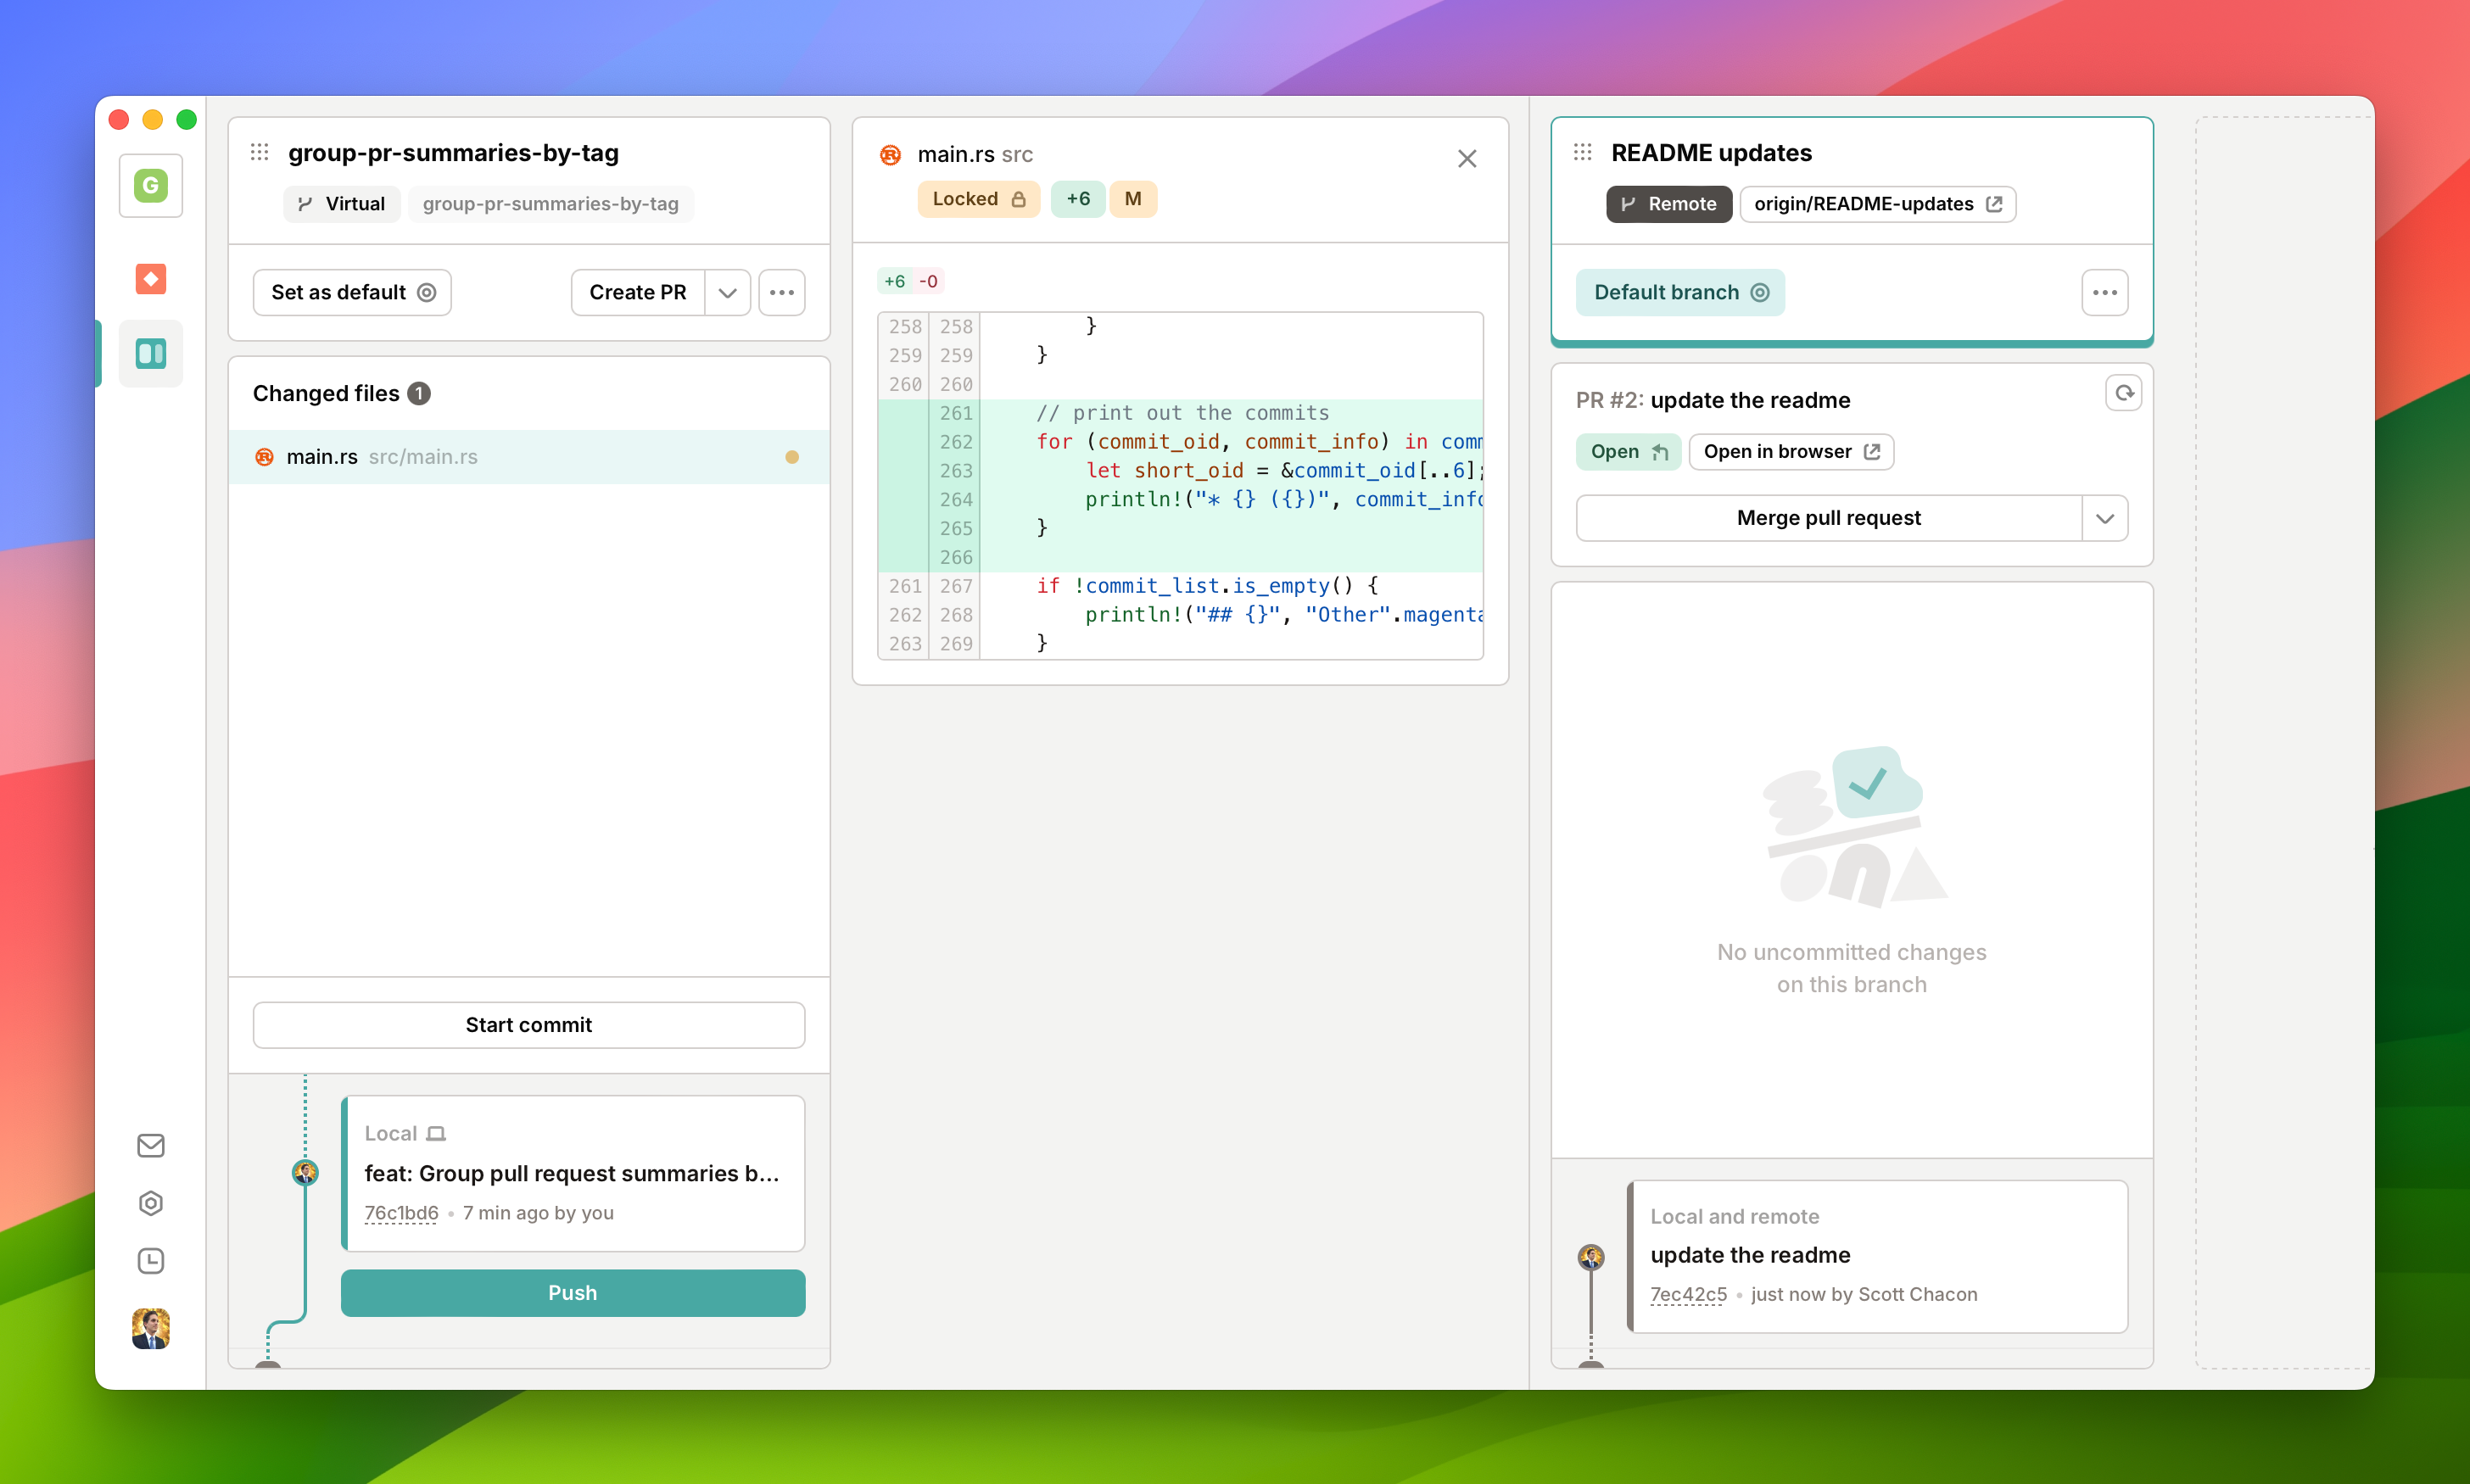 G
group-pr-summaries-by-tag
Virtual group-pr-summaries-by-tag
Set as default Create PR
Changed files 1
main.rs src/main.rs
Start commit
Local
feat: Group pull request summaries b...
76c1bd6 • 7 min ago by you
Push
main.rs src
Locked +6 M
+6 -0
258 258 }
259 259 }
260 260
261 // print out the commits
262 for (commit_oid, commit_info) in comm
263 let short_oid = &commit_oid[..6];
264 println!("* {} ({})", commit_info
265 }
266
261 267 if !commit_list.is_empty() {
262 268 println!("## {}", "Other".magenta
263 269 }
README updates
Remote origin/README-updates
Default branch
PR #2: update the readme
Open Open in browser
Merge pull request
No uncommitted changes
on this branch
Local and remote
update the readme
7ec42c5 • just now by Scott Chacon